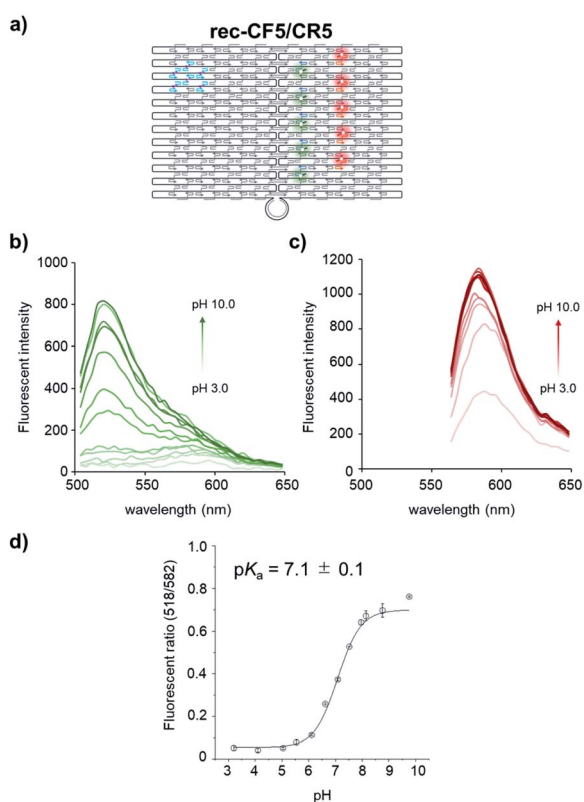 a)
rec-CF5/CR5
b)
c)
1000
800
600
400
200
0
Fluorescent intensity
pH 10.0
pH 3.0
500
550
600
650
wavelength (nm)
1200
1000
800
600
400
200
Fluorescent intensity
pH 10.0
pH 3.0
500
550
600
650
wavelength (nm)
d)
pKa = 7.1 ± 0.1
1.0
0.8
0.6
0.4
0.2
0
Fluorescent ratio (518/582)
3 4 5 6 7 8 9 10
pH